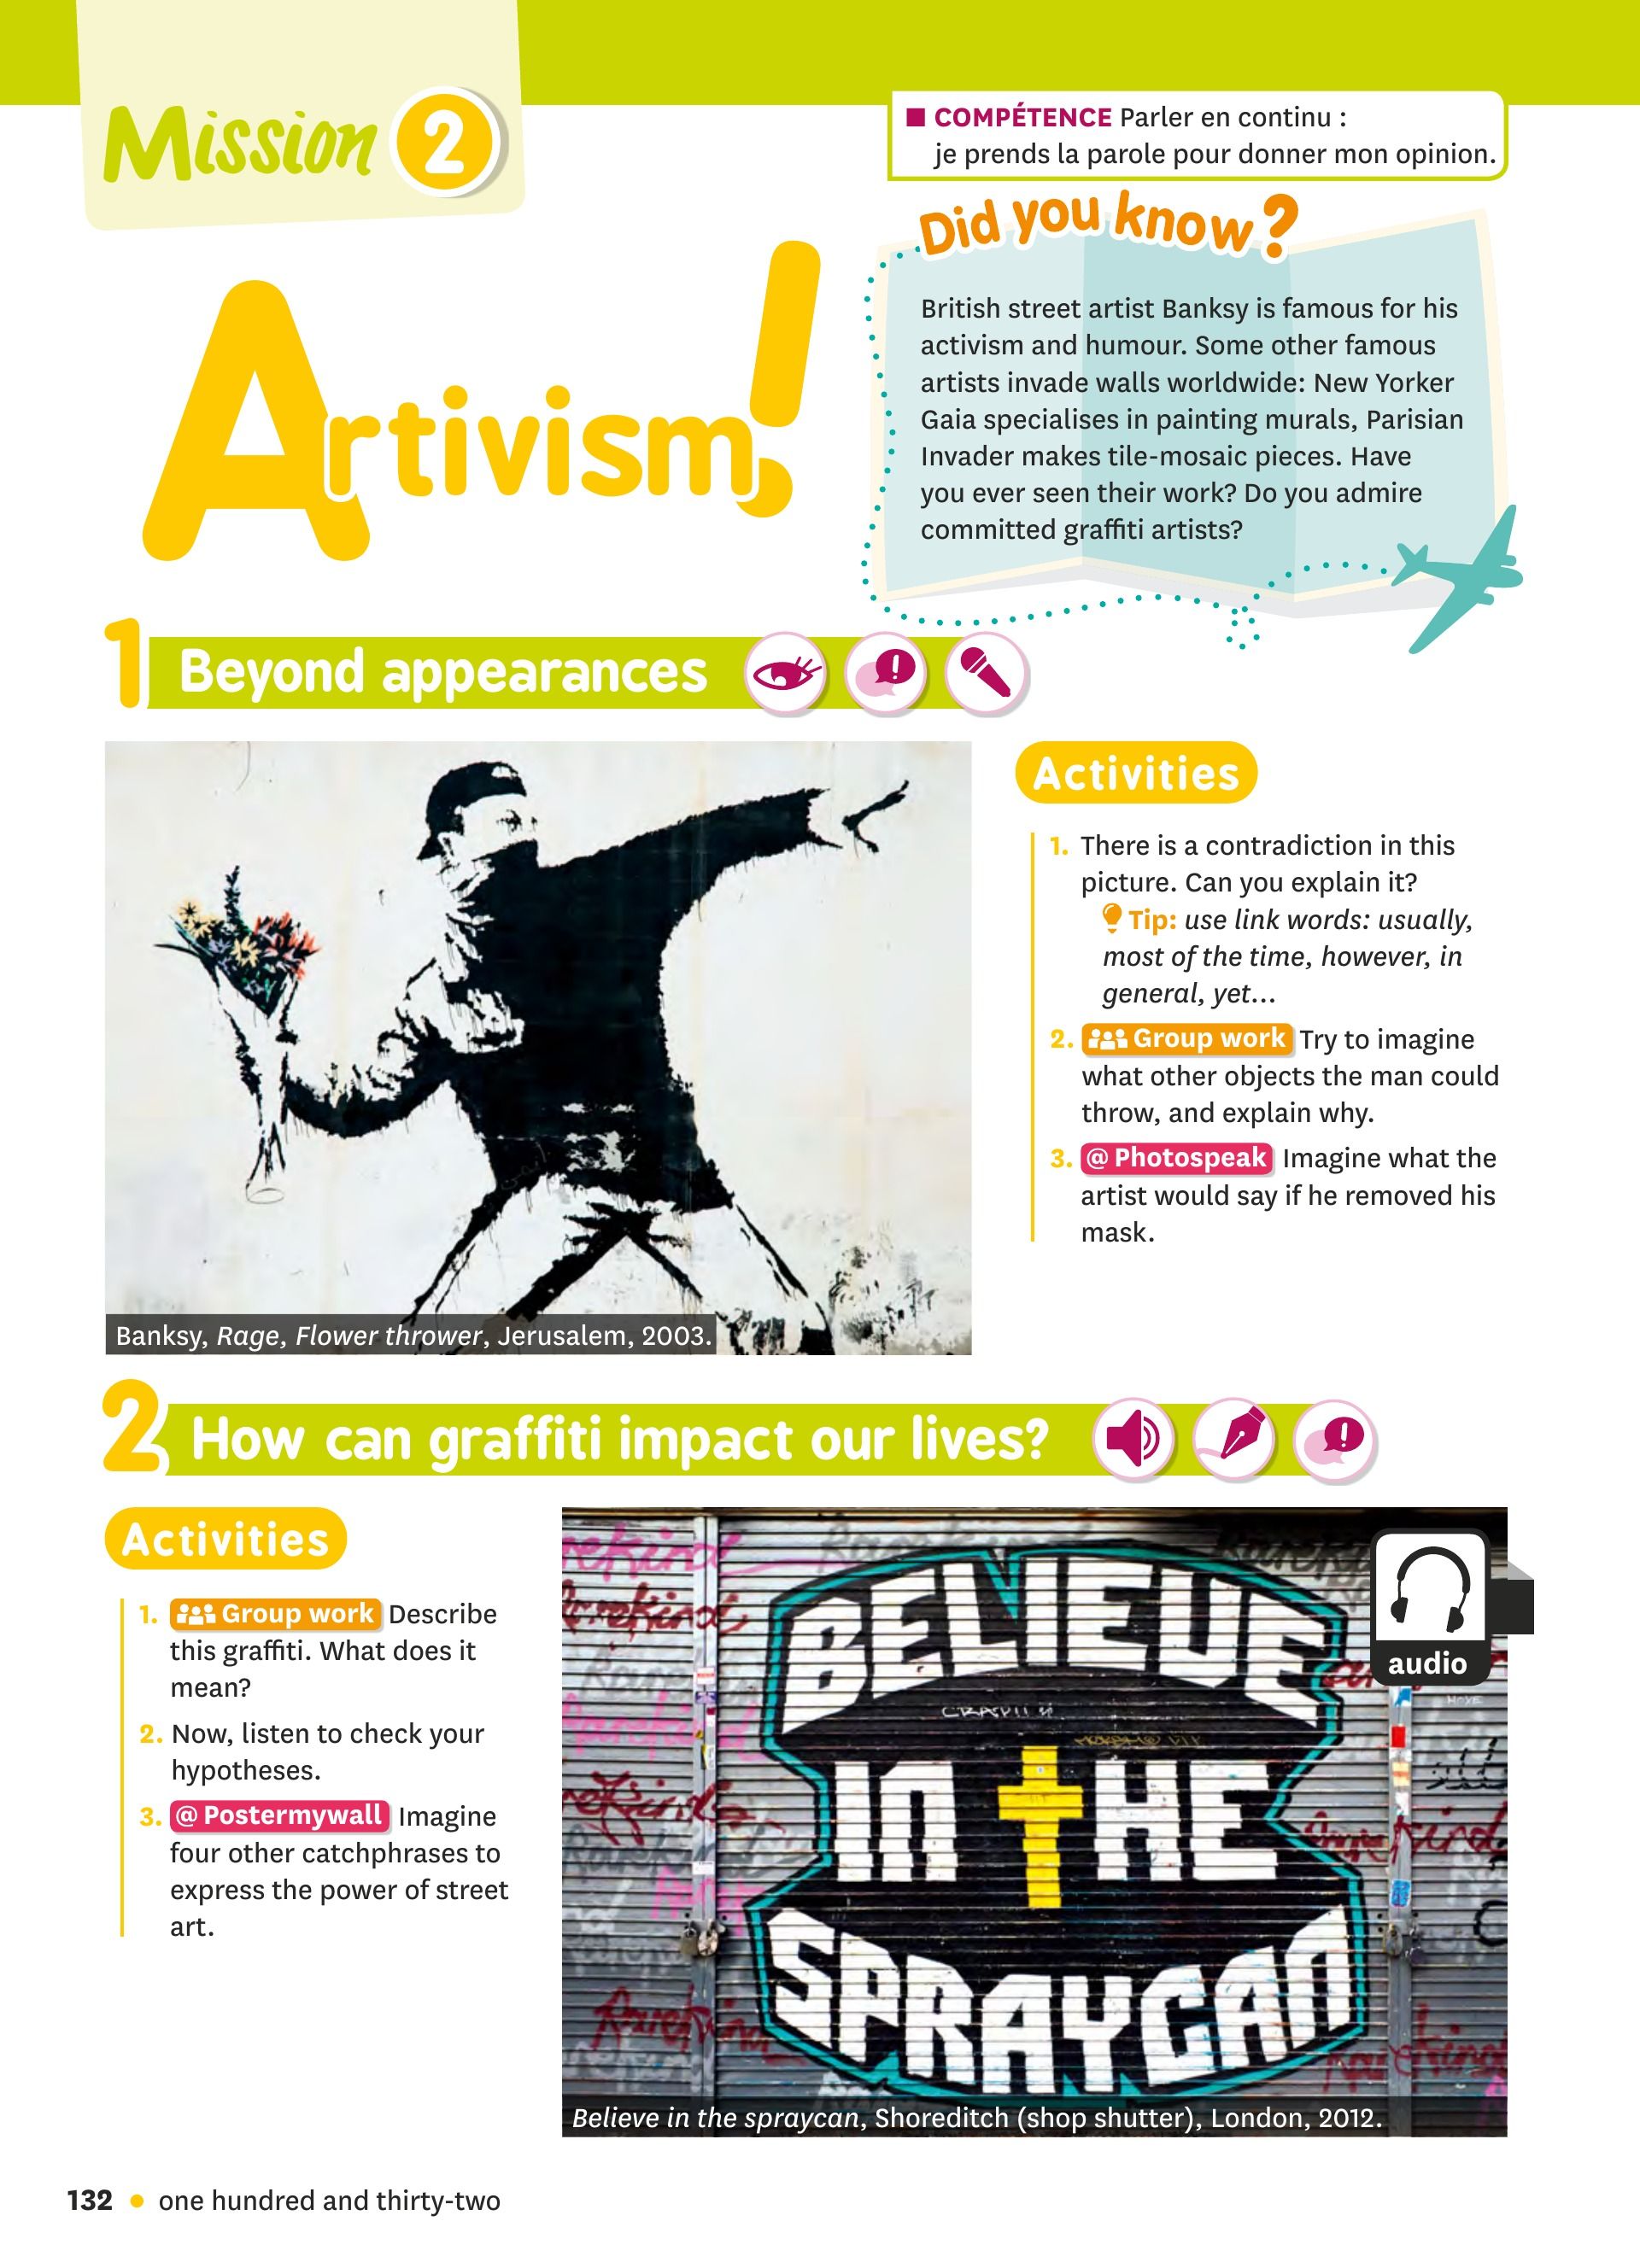 Mission 2
■ COMPÉTENCE Parler en continu :
je prends la parole pour donner mon opinion.
Artivism!
Did you know?
British street artist Banksy is famous for his
activism and humour. Some other famous
artists invade walls worldwide: New Yorker
Gaia specialises in painting murals, Parisian
Invader makes tile-mosaic pieces. Have
you ever seen their work? Do you admire
committed graffiti artists?
1 Beyond appearances
Banksy, Rage, Flower thrower, Jerusalem, 2003.
Activities
1. There is a contradiction in this
picture. Can you explain it?
Tip: use link words: usually,
most of the time, however, in
general, yet...
2. Group work Try to imagine
what other objects the man could
throw, and explain why.
3. @ Photospeak Imagine what the
artist would say if he removed his
mask.
2 How can graffiti impact our lives?
Activities
1. Group work Describe
this graffiti. What does it
mean?
2. Now, listen to check your
hypotheses.
3. @ Postermywall Imagine
four other catchphrases to
express the power of street
art.
audio
BELIEVE
IN THE
SPRAYCAN
Believe in the spraycan, Shoreditch (shop shutter), London, 2012.
132 • one hundred and thirty-two